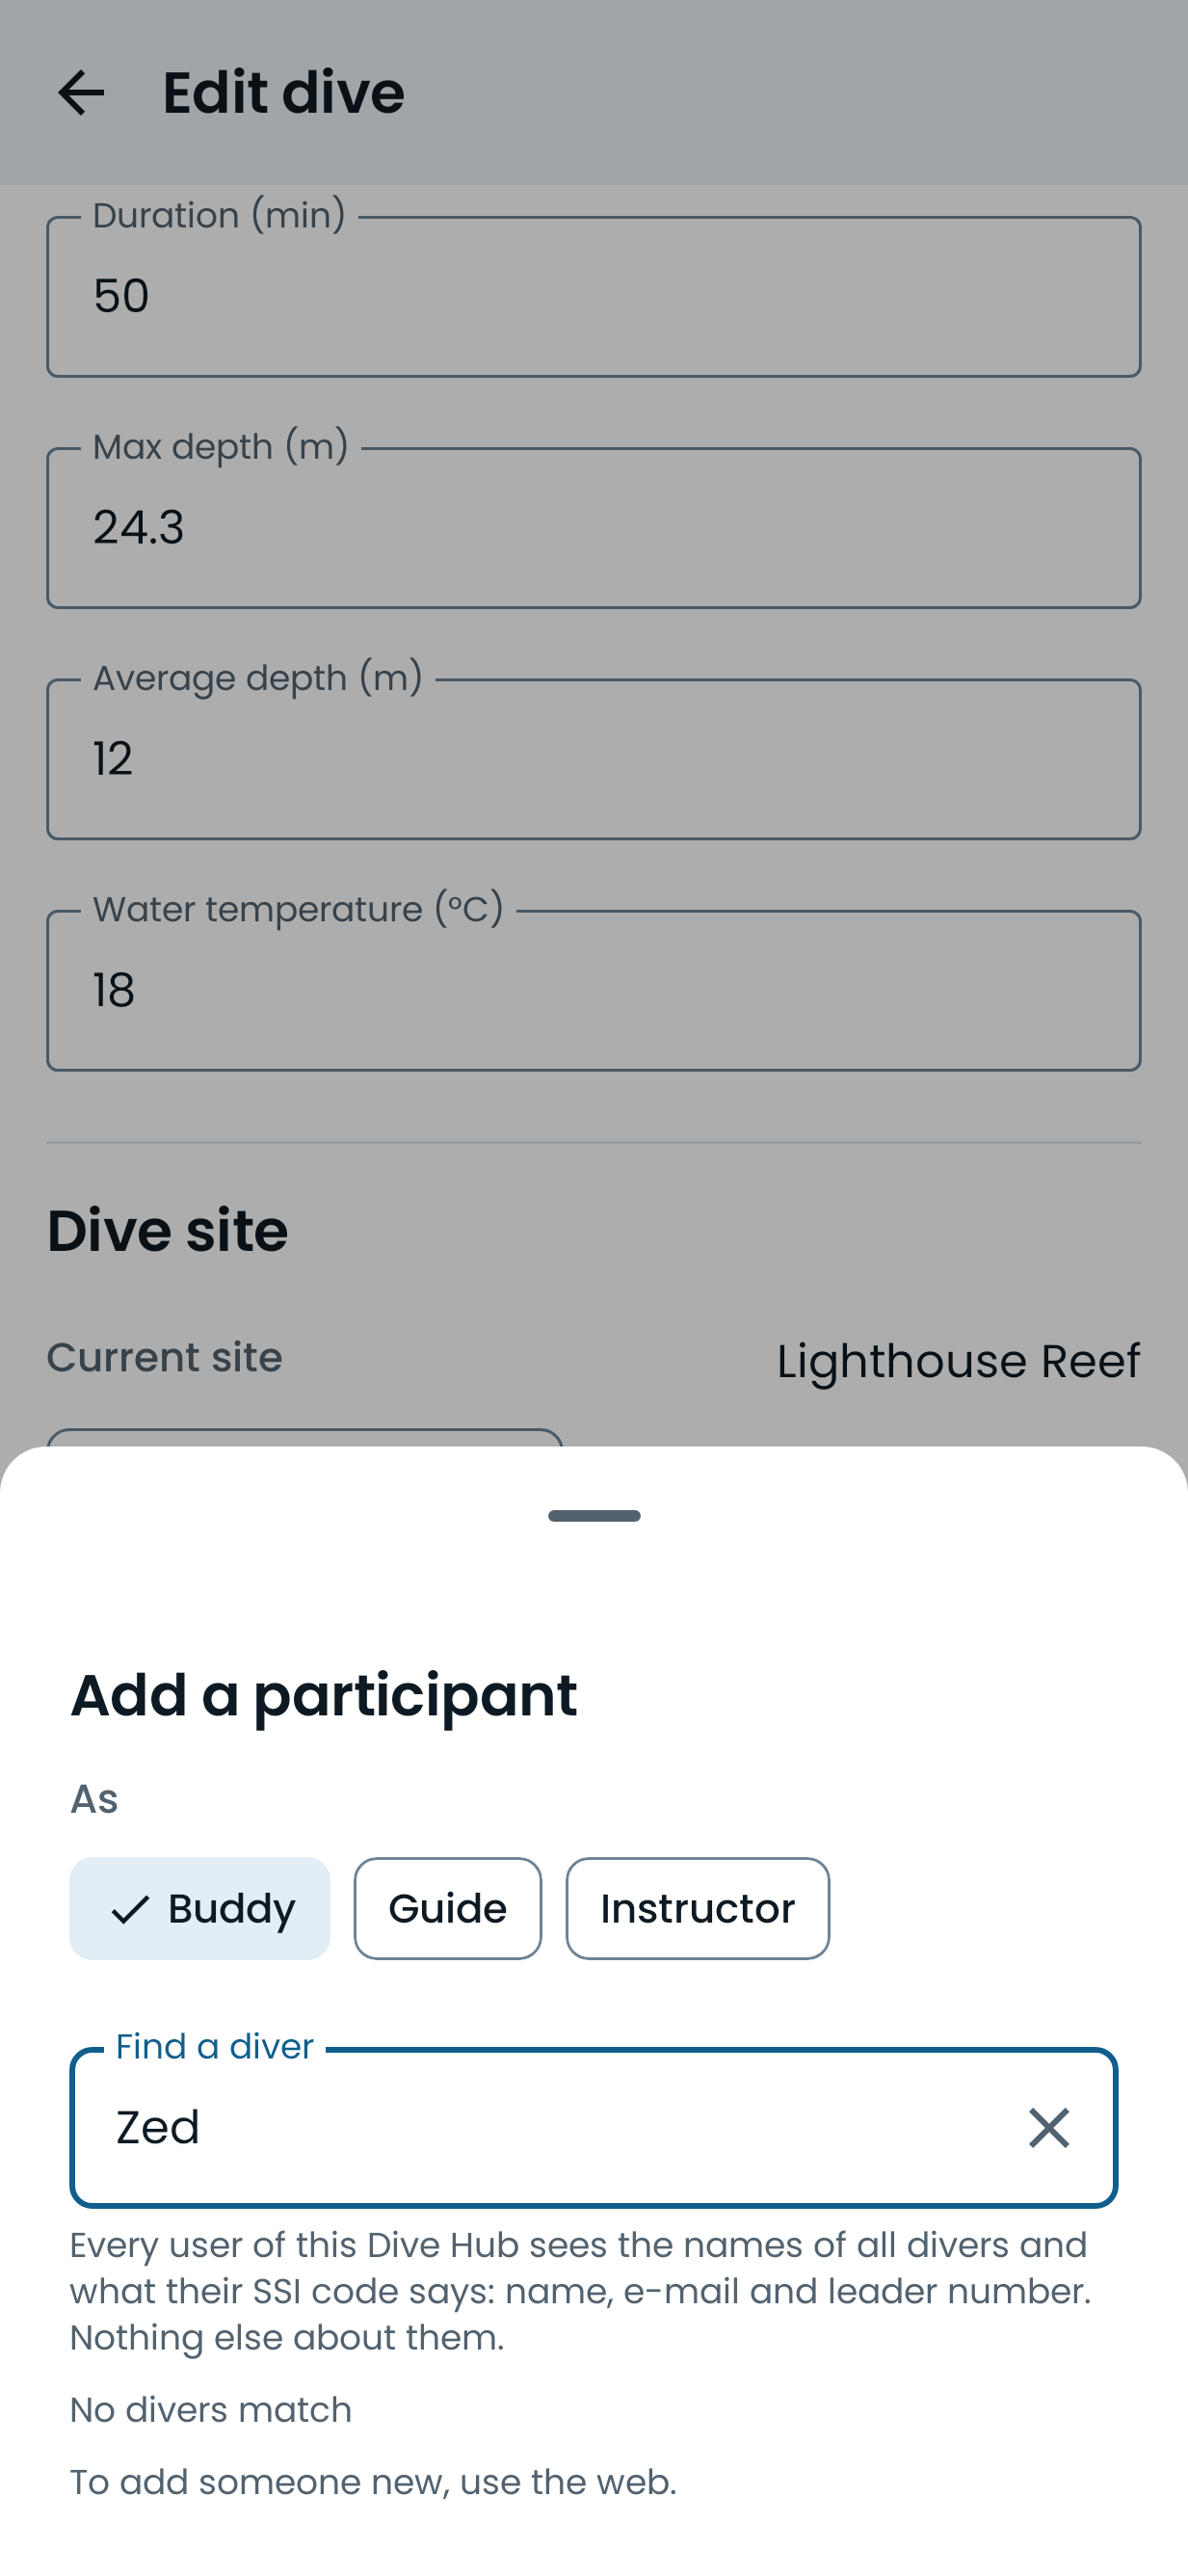 Edit dive
Duration (min)
50
Max depth (m)
24.3
Average depth (m)
12
Water temperature (°C)
18
Dive site
Current site
Lighthouse Reef
Add a participant
As
Buddy
Guide
Instructor
Find a diver
Zed
Every user of this Dive Hub sees the names of all divers and
what their SSI code says: name, e-mail and leader number.
Nothing else about them.
No divers match
To add someone new, use the web.